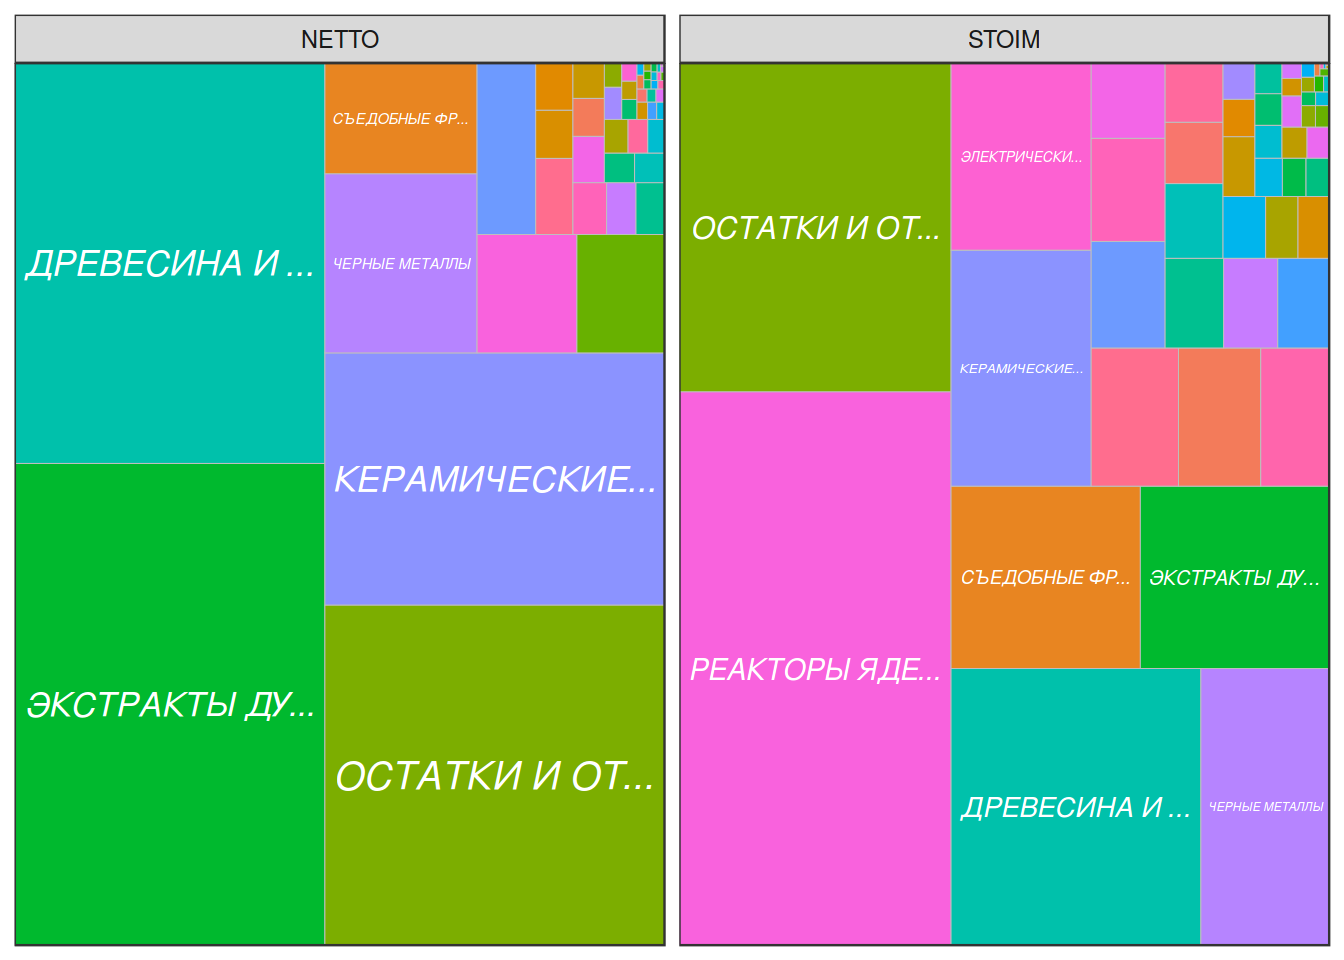 NETTO
ДРЕВЕСИНА И ...
ЭКСТРАКТЫ ДУ...
СЪЕДОБНЫЕ ФР...
ЧЕРНЫЕ МЕТАЛЛЫ
КЕРАМИЧЕСКИЕ...
ОСТАТКИ И ОТ...
STOIM
ОСТАТКИ И ОТ...
РЕАКТОРЫ ЯДЕ...
ЭЛЕКТРИЧЕСКИ...
КЕРАМИЧЕСКИЕ...
СЪЕДОБНЫЕ ФР...
ЭКСТРАКТЫ ДУ...
ДРЕВЕСИНА И ...
ЧЕРНЫЕ МЕТАЛЛЫ